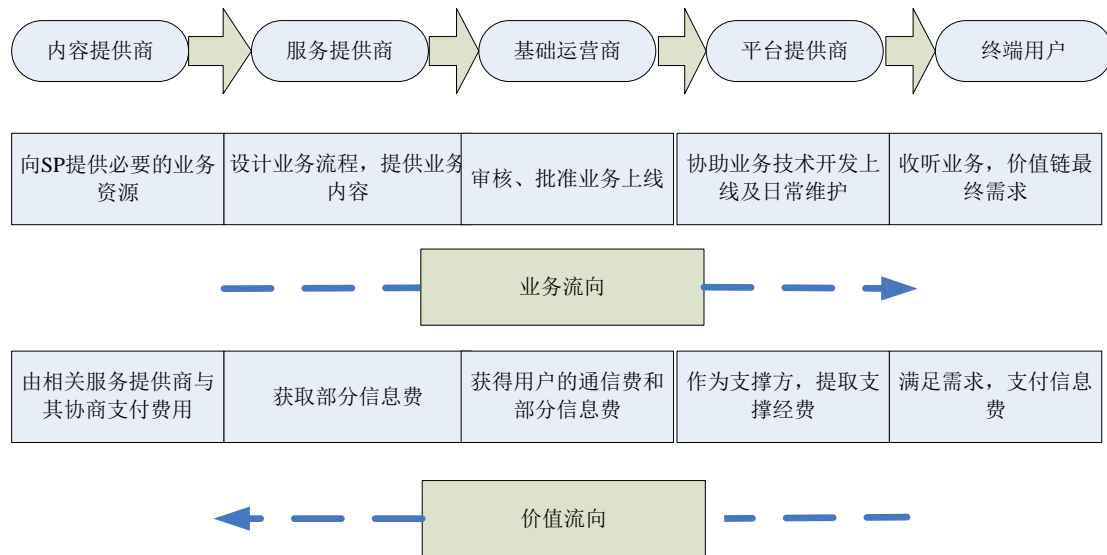 内容提供商
服务提供商
基础运营商
平台提供商
终端用户
向SP提供必要的业务
资源
设计业务流程，提供业务
内容
审核、批准业务上线
协助业务技术开发上
线及日常维护
收听业务，价值链最
终需求
业务流向
由相关服务提供商与
其协商支付费用
获取部分信息费
获得用户的通信费和
部分信息费
作为支撑方，提取支
撑经费
满足需求，支付信息
费
价值流向